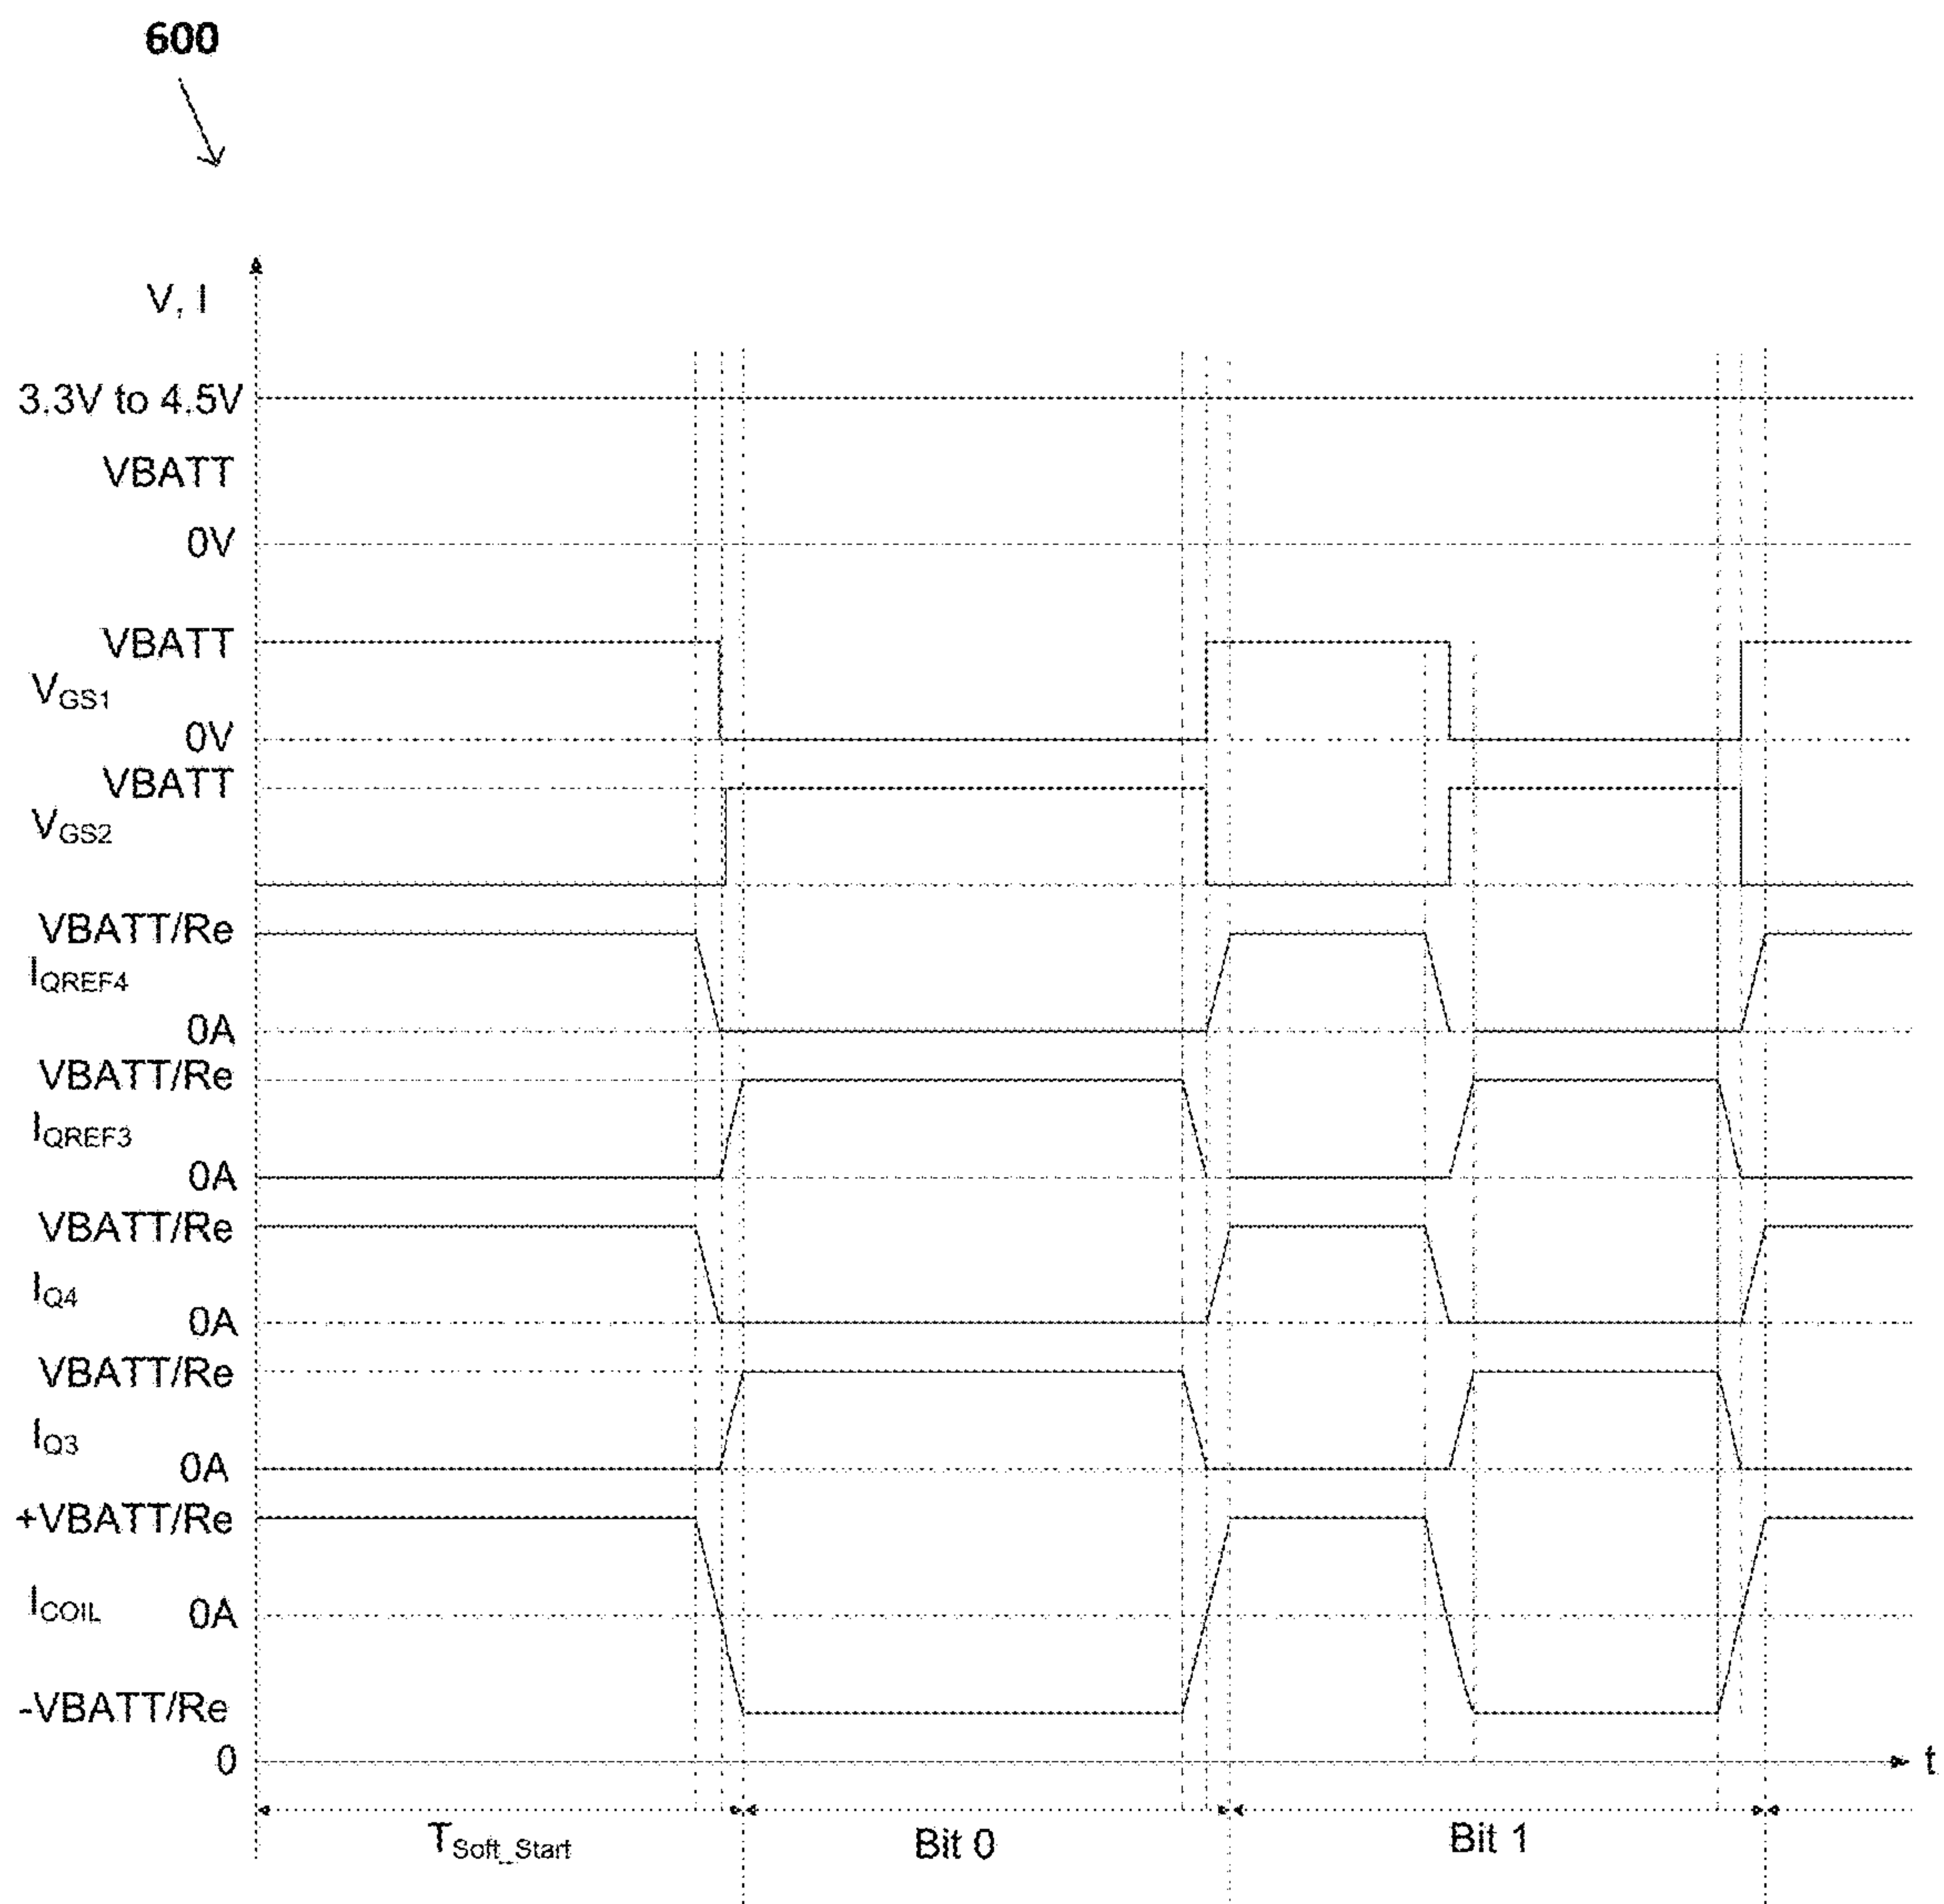 600
V, I
3.3V to 4.5V
VBATT
0V
VBATT
VGS1
0V
VBATT
VGS2
VBATT/Re
IQREF4
0A
VBATT/Re
IQREF3
0A
VBATT/Re
IQ4
0A
VBATT/Re
IQ3
0A
+VBATT/Re
ICOIL 0A
-VBATT/Re
0 t
TSoft_Start Bit 0 Bit 1